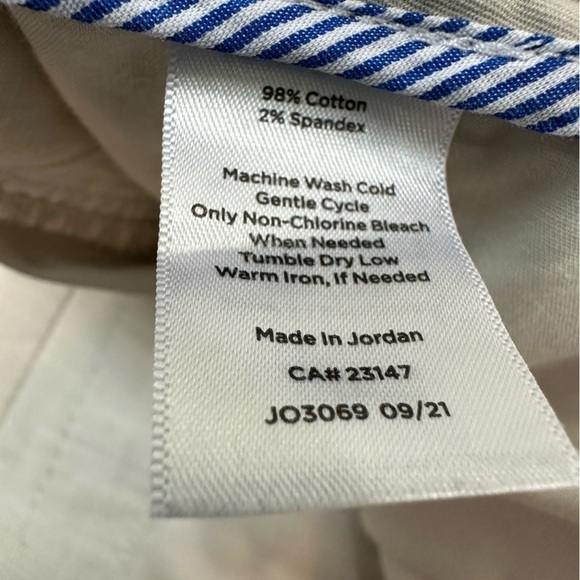 98% Cotton
2% Spandex
Machine Wash Cold
Gentle Cycle
Only Non-Chlorine Bleach
When Needed
Tumble Dry Low
Warm Iron, If Needed
Made In Jordan
CA# 23147
JO3069 09/21